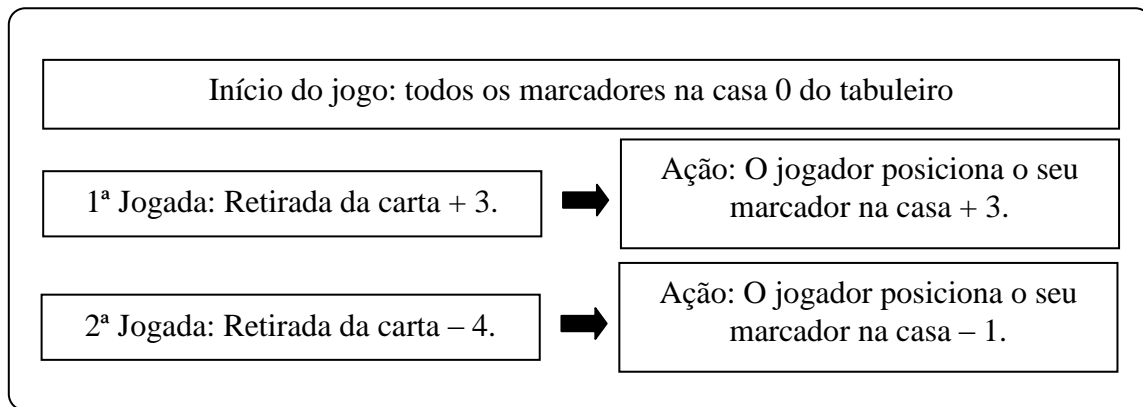 Início do jogo: todos os marcadores na casa 0 do tabuleiro
1ª Jogada: Retirada da carta + 3.
Ação: O jogador posiciona o seu
marcador na casa + 3.
2ª Jogada: Retirada da carta – 4.
Ação: O jogador posiciona o seu
marcador na casa – 1.